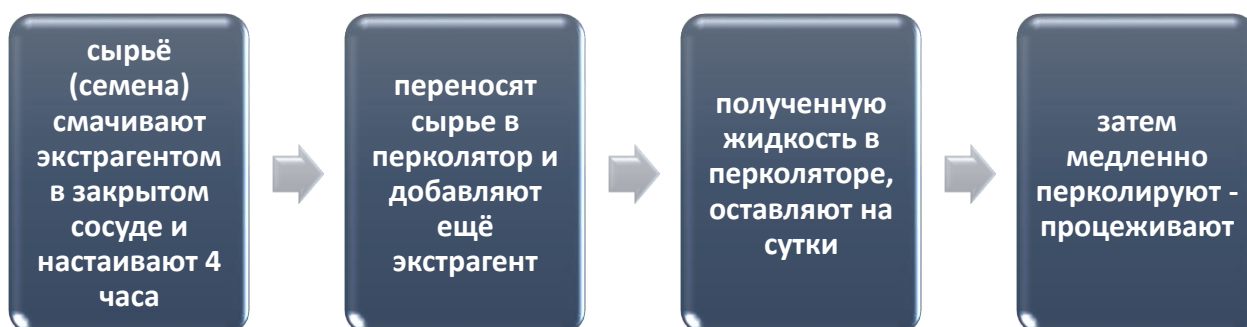 сырьё
(семена)
смачивают
экстрагентом
в закрытом
сосуде и
настаивают 4
часа
переносят
сырье в
перколятор и
добавляют
ещё
экстрагент
полученную
жидкость в
перколяторе,
оставляют на
сутки
затем
медленно
перколируют -
процеживают